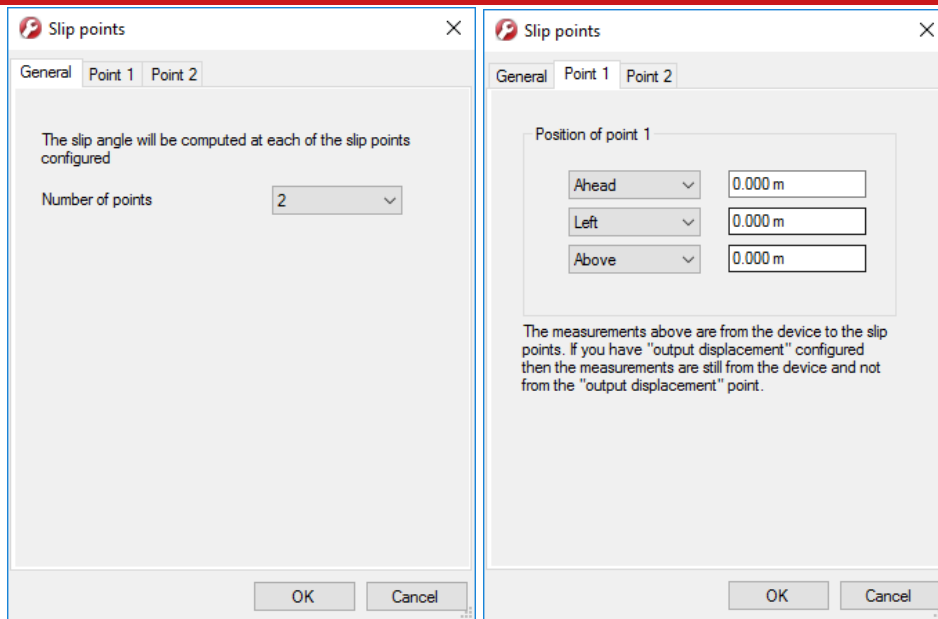 Slip points
General Point 1 Point 2
The slip angle will be computed at each of the slip points
configured
Number of points 2
OK Cancel
Slip points
General Point 1 Point 2
Position of point 1
Ahead 0.000 m
Left 0.000 m
Above 0.000 m
The measurements above are from the device to the slip
points. If you have "output displacement" configured
then the measurements are still from the device and not
from the "output displacement" point.
OK Cancel